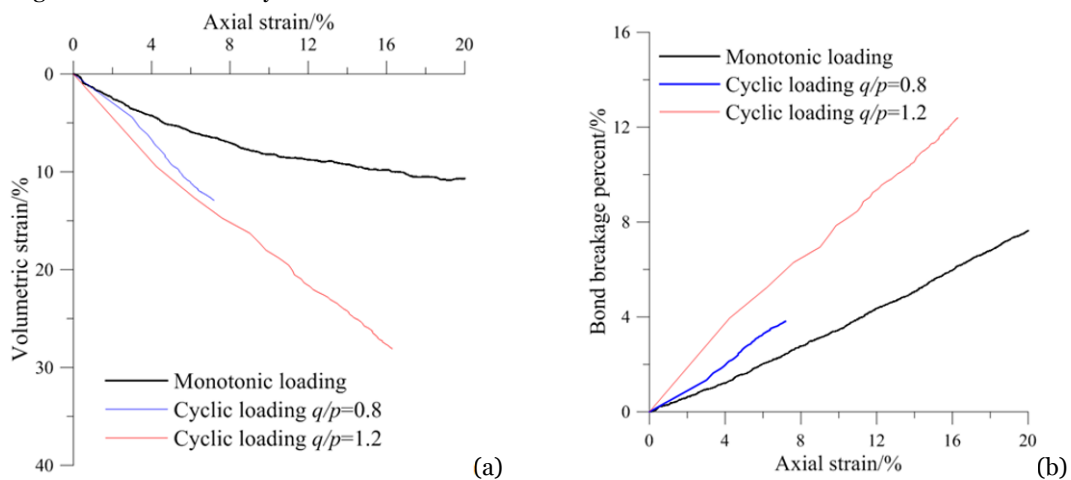 Axial strain/%
0 4 8 12 16 20
0
10
20
30
40
Volumetric strain/%
Monotonic loading
Cyclic loading q/p=0.8
Cyclic loading q/p=1.2
(a)
16
12
8
4
0
Bond breakage percent/%
Monotonic loading
Cyclic loading q/p=0.8
Cyclic loading q/p=1.2
0 4 8 12 16 20
Axial strain/%
(b)